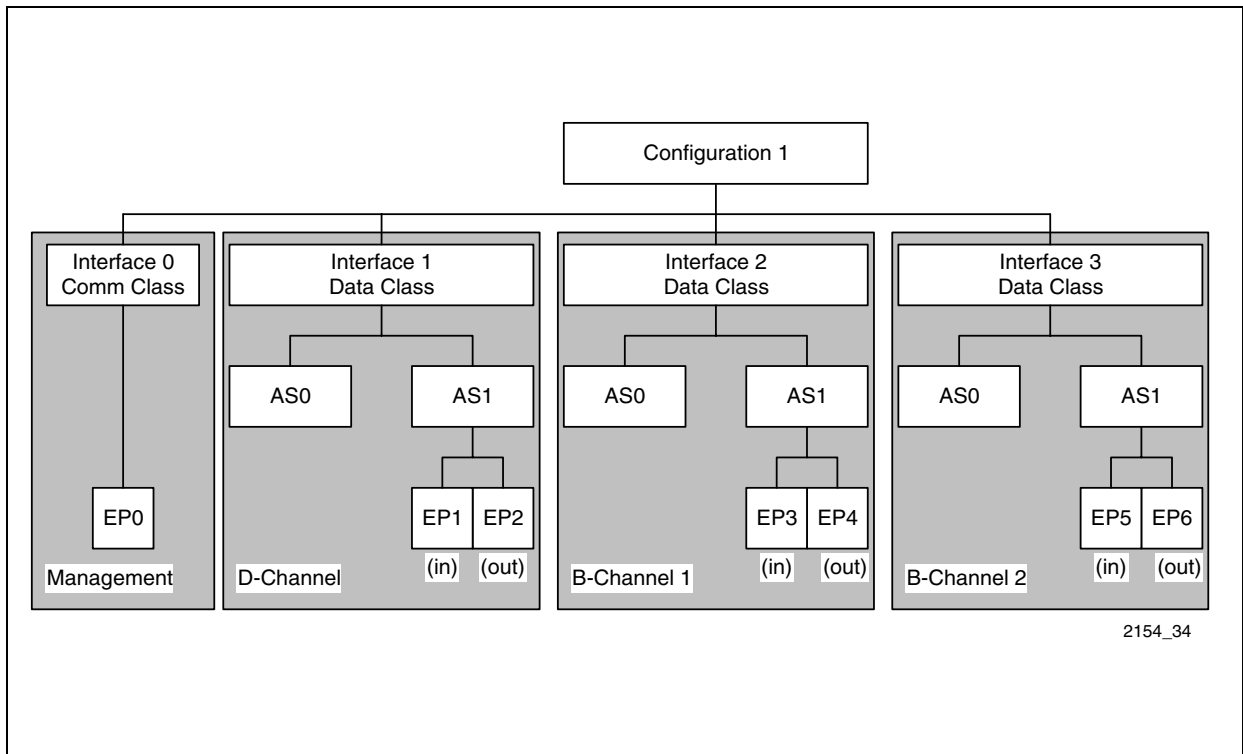 Configuration 1
Interface 0
Comm Class
Interface 1
Data Class
Interface 2
Data Class
Interface 3
Data Class
AS0
AS1
AS0
AS1
AS0
AS1
EP0
EP1
EP2
EP3
EP4
EP5
EP6
Management
D-Channel
(in)
(out)
B-Channel 1
(in)
(out)
B-Channel 2
(in)
(out)
2154_34